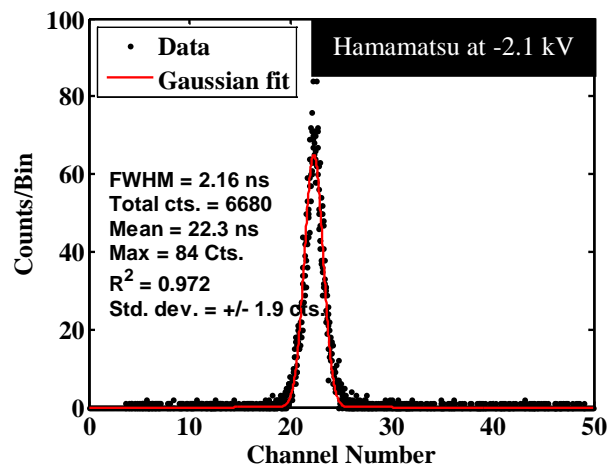 100
80
60
40
20
0
Counts/Bin
Data
Gaussian fit
Hamamatsu at -2.1 kV
FWHM = 2.16 ns
Total cts. = 6680
Mean = 22.3 ns
Max = 84 Cts.
R² = 0.972
Std. dev. = +/- 1.9 cts.
0 10 20 30 40 50
Channel Number